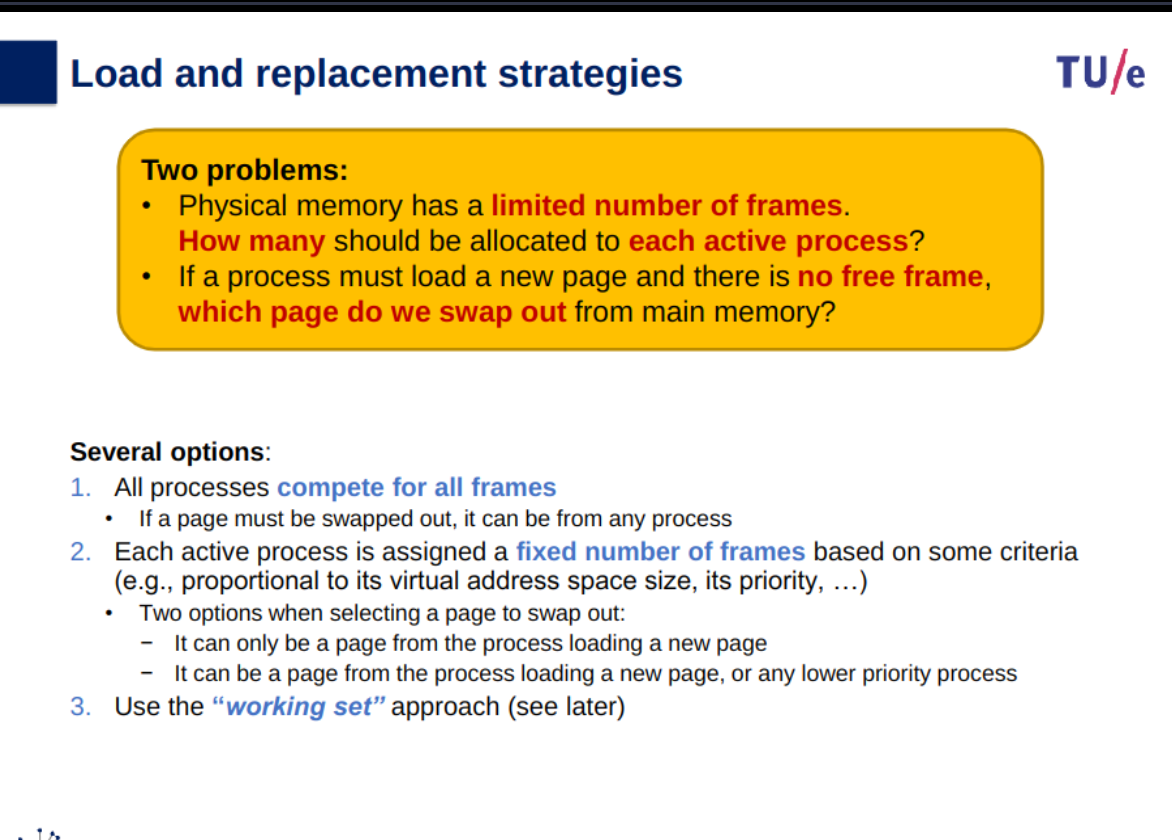 Load and replacement strategies
TU/e
Two problems:
• Physical memory has a limited number of frames.
How many should be allocated to each active process?
• If a process must load a new page and there is no free frame,
which page do we swap out from main memory?
Several options:
1. All processes compete for all frames
• If a page must be swapped out, it can be from any process
2. Each active process is assigned a fixed number of frames based on some criteria
(e.g., proportional to its virtual address space size, its priority, …)
• Two options when selecting a page to swap out:
− It can only be a page from the process loading a new page
− It can be a page from the process loading a new page, or any lower priority process
3. Use the “working set” approach (see later)